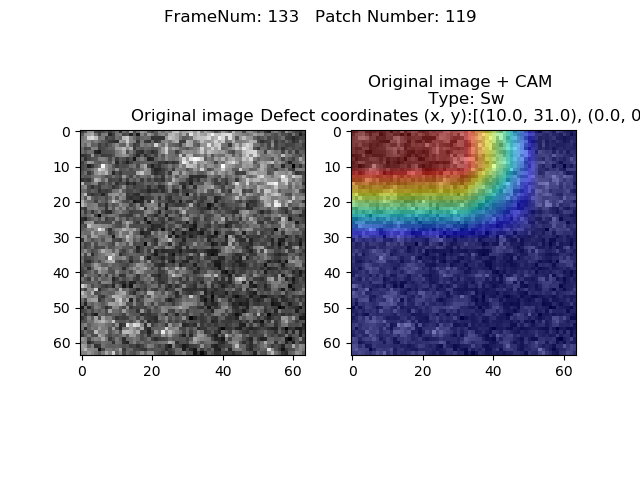 FrameNum: 133   Patch Number: 119
Original image + CAM
Type: Sw
Original image
Defect coordinates (x, y):[(10.0, 31.0), (0.0, 0
0
10
20
30
40
50
60
0 20 40 60
0
10
20
30
40
50
60
0 20 40 60